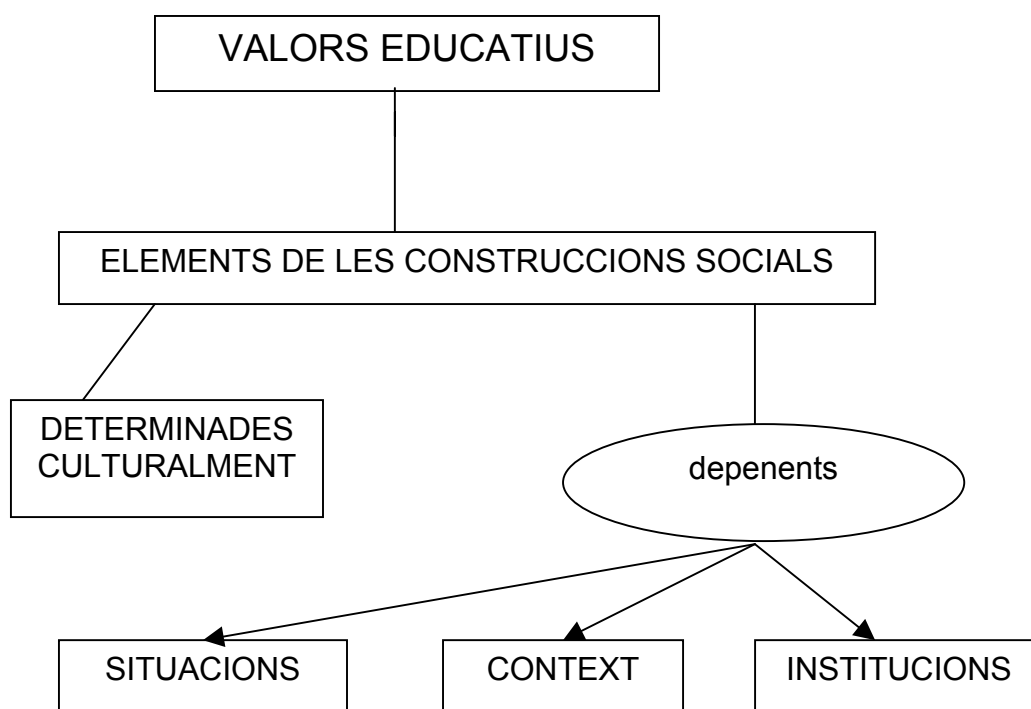 VALORS EDUCATIUS
ELEMENTS DE LES CONSTRUCCIONS SOCIALS
DETERMINADES
CULTURALMENT
depenents
SITUACIONS
CONTEXT
INSTITUCIONS